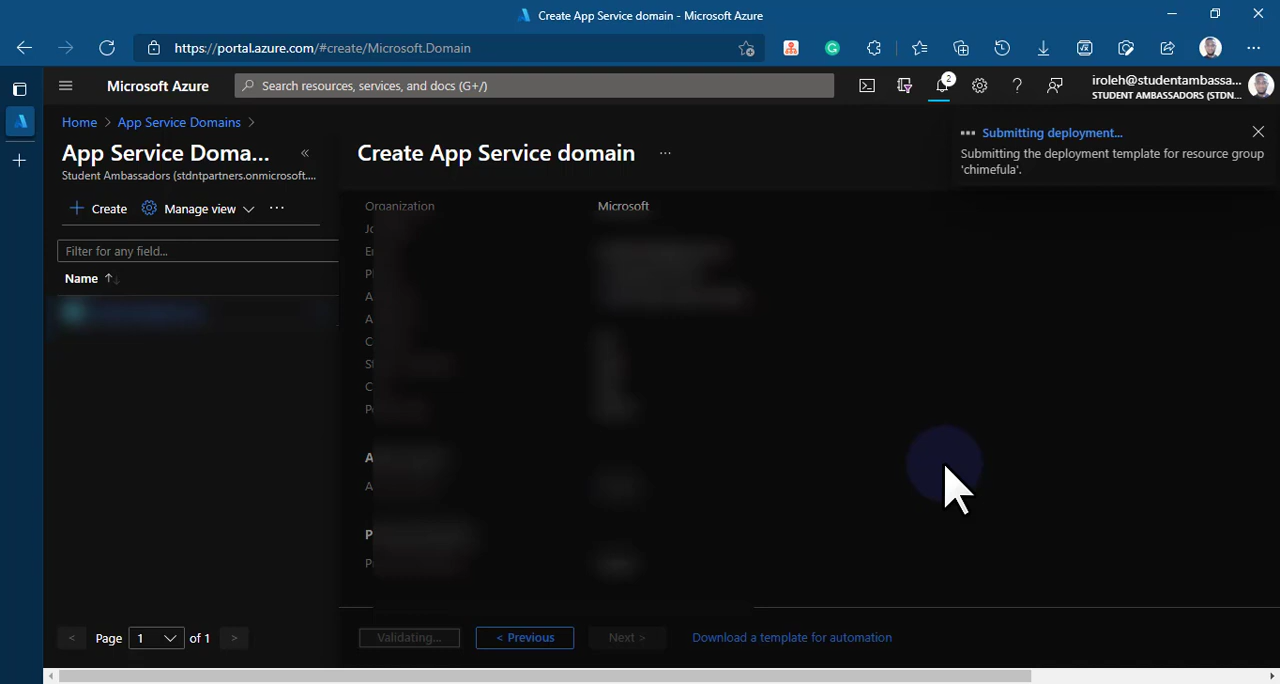 Create App Service domain - Microsoft Azure
https://portal.azure.com/#create/Microsoft.Domain
Microsoft Azure
Search resources, services, and docs (G+/)
2
iroleh@studentambassa...
STUDENT AMBASSADORS (STDN...
Home > App Service Domains >
App Service Doma... «
Student Ambassadors (stdntpartners.onmicrosoft....
+ Create
Manage view
...
Filter for any field...
Name ↑↓
< Page 1 of 1 >
Create App Service domain ...
Organization Microsoft
Validating...
< Previous
Next >
Download a template for automation
Submitting deployment...
Submitting the deployment template for resource group
'chimefula'.